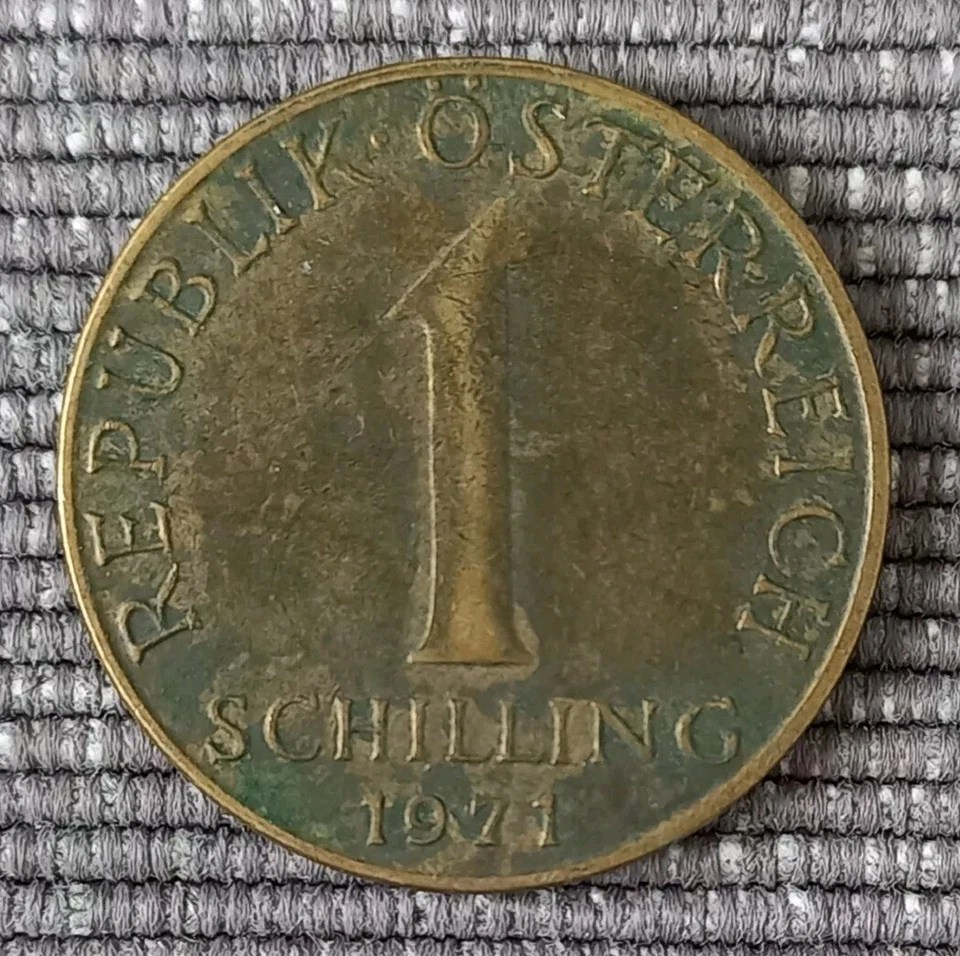 REPUBLIK · ÖSTERREICH
1
SCHILLING
1971